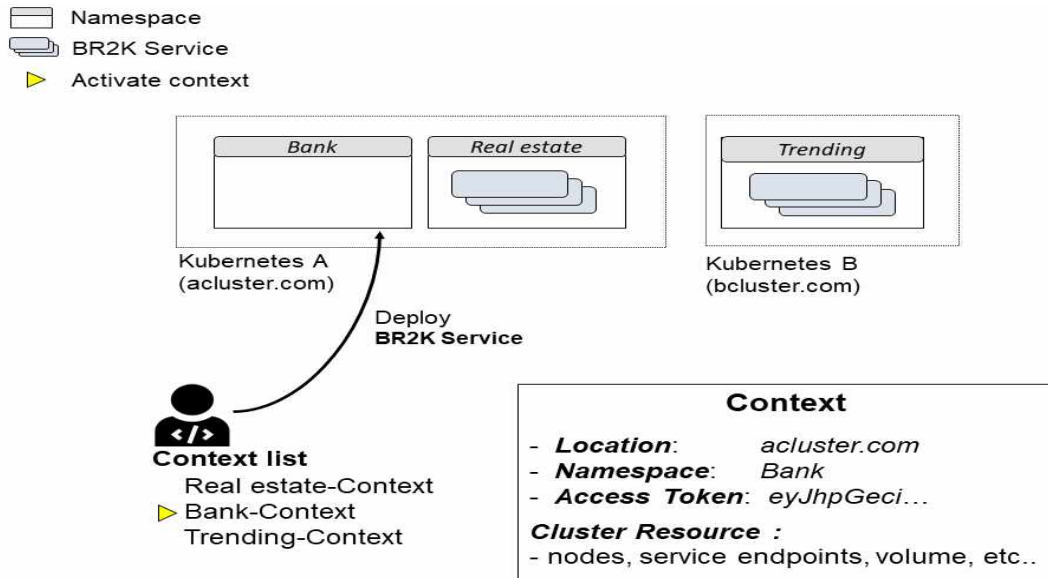 Namespace
BR2K Service
Activate context
Bank
Real estate
Trending
Kubernetes A
(acluster.com)
Kubernetes B
(bcluster.com)
Deploy
BR2K Service
</>
Context list
Real estate-Context
Bank-Context
Trending-Context
Context
- Location: acluster.com
- Namespace: Bank
- Access Token: eyJhpGeci...
Cluster Resource :
- nodes, service endpoints, volume, etc..